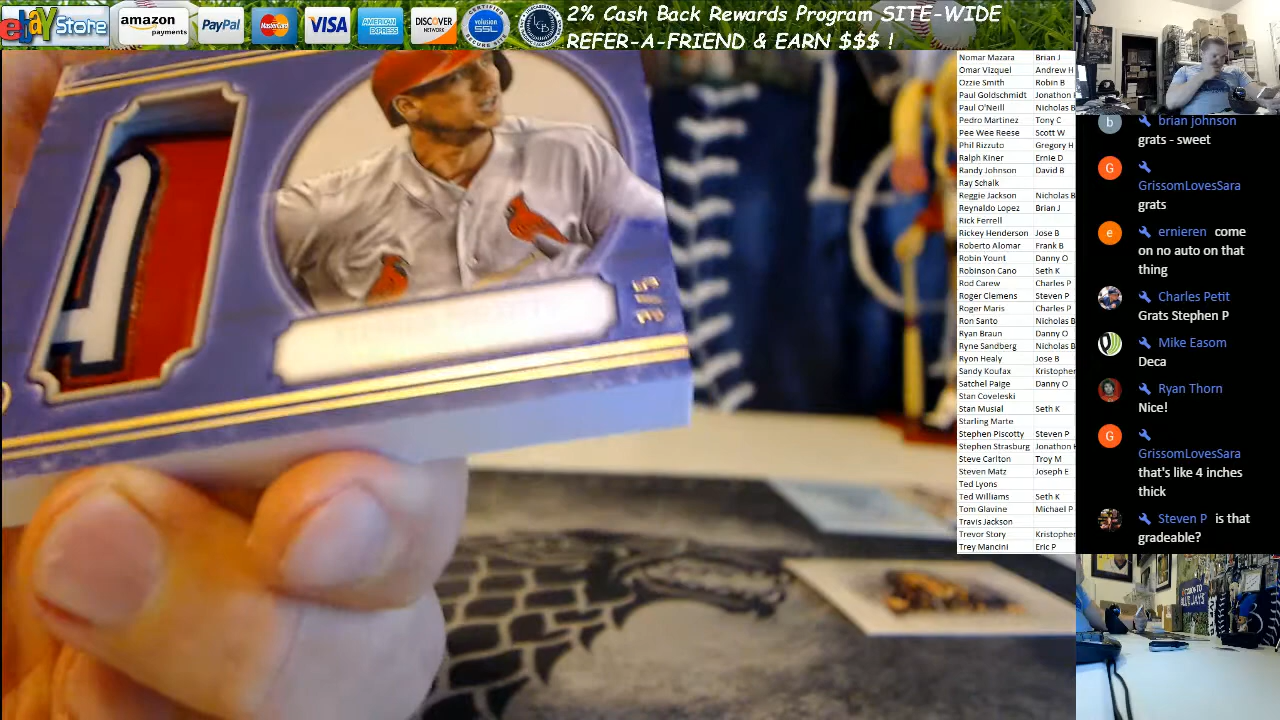 ebay Store
amazon payments
PayPal
MasterCard
VISA
AMERICAN EXPRESS
DISCOVER NETWORK
volusion SSL
2% Cash Back Rewards Program SITE-WIDE
REFER-A-FRIEND & EARN $$$ !
Nomar Mazara Brian J
Omar Vizquel Andrew H
Ozzie Smith Robin B
Paul Goldschmidt Jonathon
Paul O'Neill Nicholas B
Pedro Martinez Tony C
Pee Wee Reese Scott W
Phil Rizzuto Gregory H
Ralph Kiner Ernie D
Randy Johnson David B
Ray Schalk
Reggie Jackson Nicholas B
Reynaldo Lopez Brian J
Rick Ferrell
Rickey Henderson Jose B
Roberto Alomar Frank B
Robin Yount Danny O
Robinson Cano Seth K
Rod Carew Charles P
Roger Clemens Steven P
Roger Maris Charles P
Ron Santo Nicholas B
Ryan Braun Danny O
Ryne Sandberg Nicholas B
Ryon Healy Jose B
Sandy Koufax Kristopher
Satchel Paige Danny O
Stan Coveleski
Stan Musial Seth K
Starling Marte
Stephen Piscotty Steven P
Stephen Strasburg Jonathon
Steve Carlton Troy M
Steven Matz Joseph E
Ted Lyons
Ted Williams Seth K
Tom Glavine Michael P
Travis Jackson
Trevor Story Kristopher
Trey Mancini Eric P
b brian johnson
grats - sweet
G
GrissomLovesSara
grats
e ernieren come
on no auto on that
thing
Charles Petit
Grats Stephen P
Mike Easom
Deca
Ryan Thorn
Nice!
G
GrissomLovesSara
that's like 4 inches
thick
Steven P is that
gradeable?